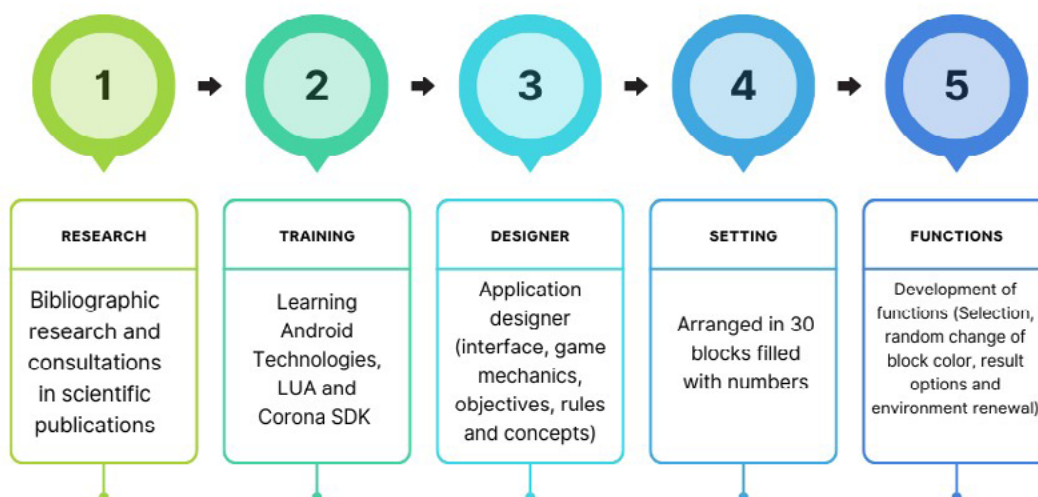 1
2
3
4
5
RESEARCH
Bibliographic
research and
consultations
in scientific
publications
TRAINING
Learning
Android
Technologies,
LUA and
Corona SDK
DESIGNER
Application
designer
(interface, game
mechanics,
objectives, rules
and concepts)
SETTING
Arranged in 30
blocks filled
with numbers
FUNCTIONS
Development of
functions (Selection,
random change of
block color, result
options and
environment renewal)